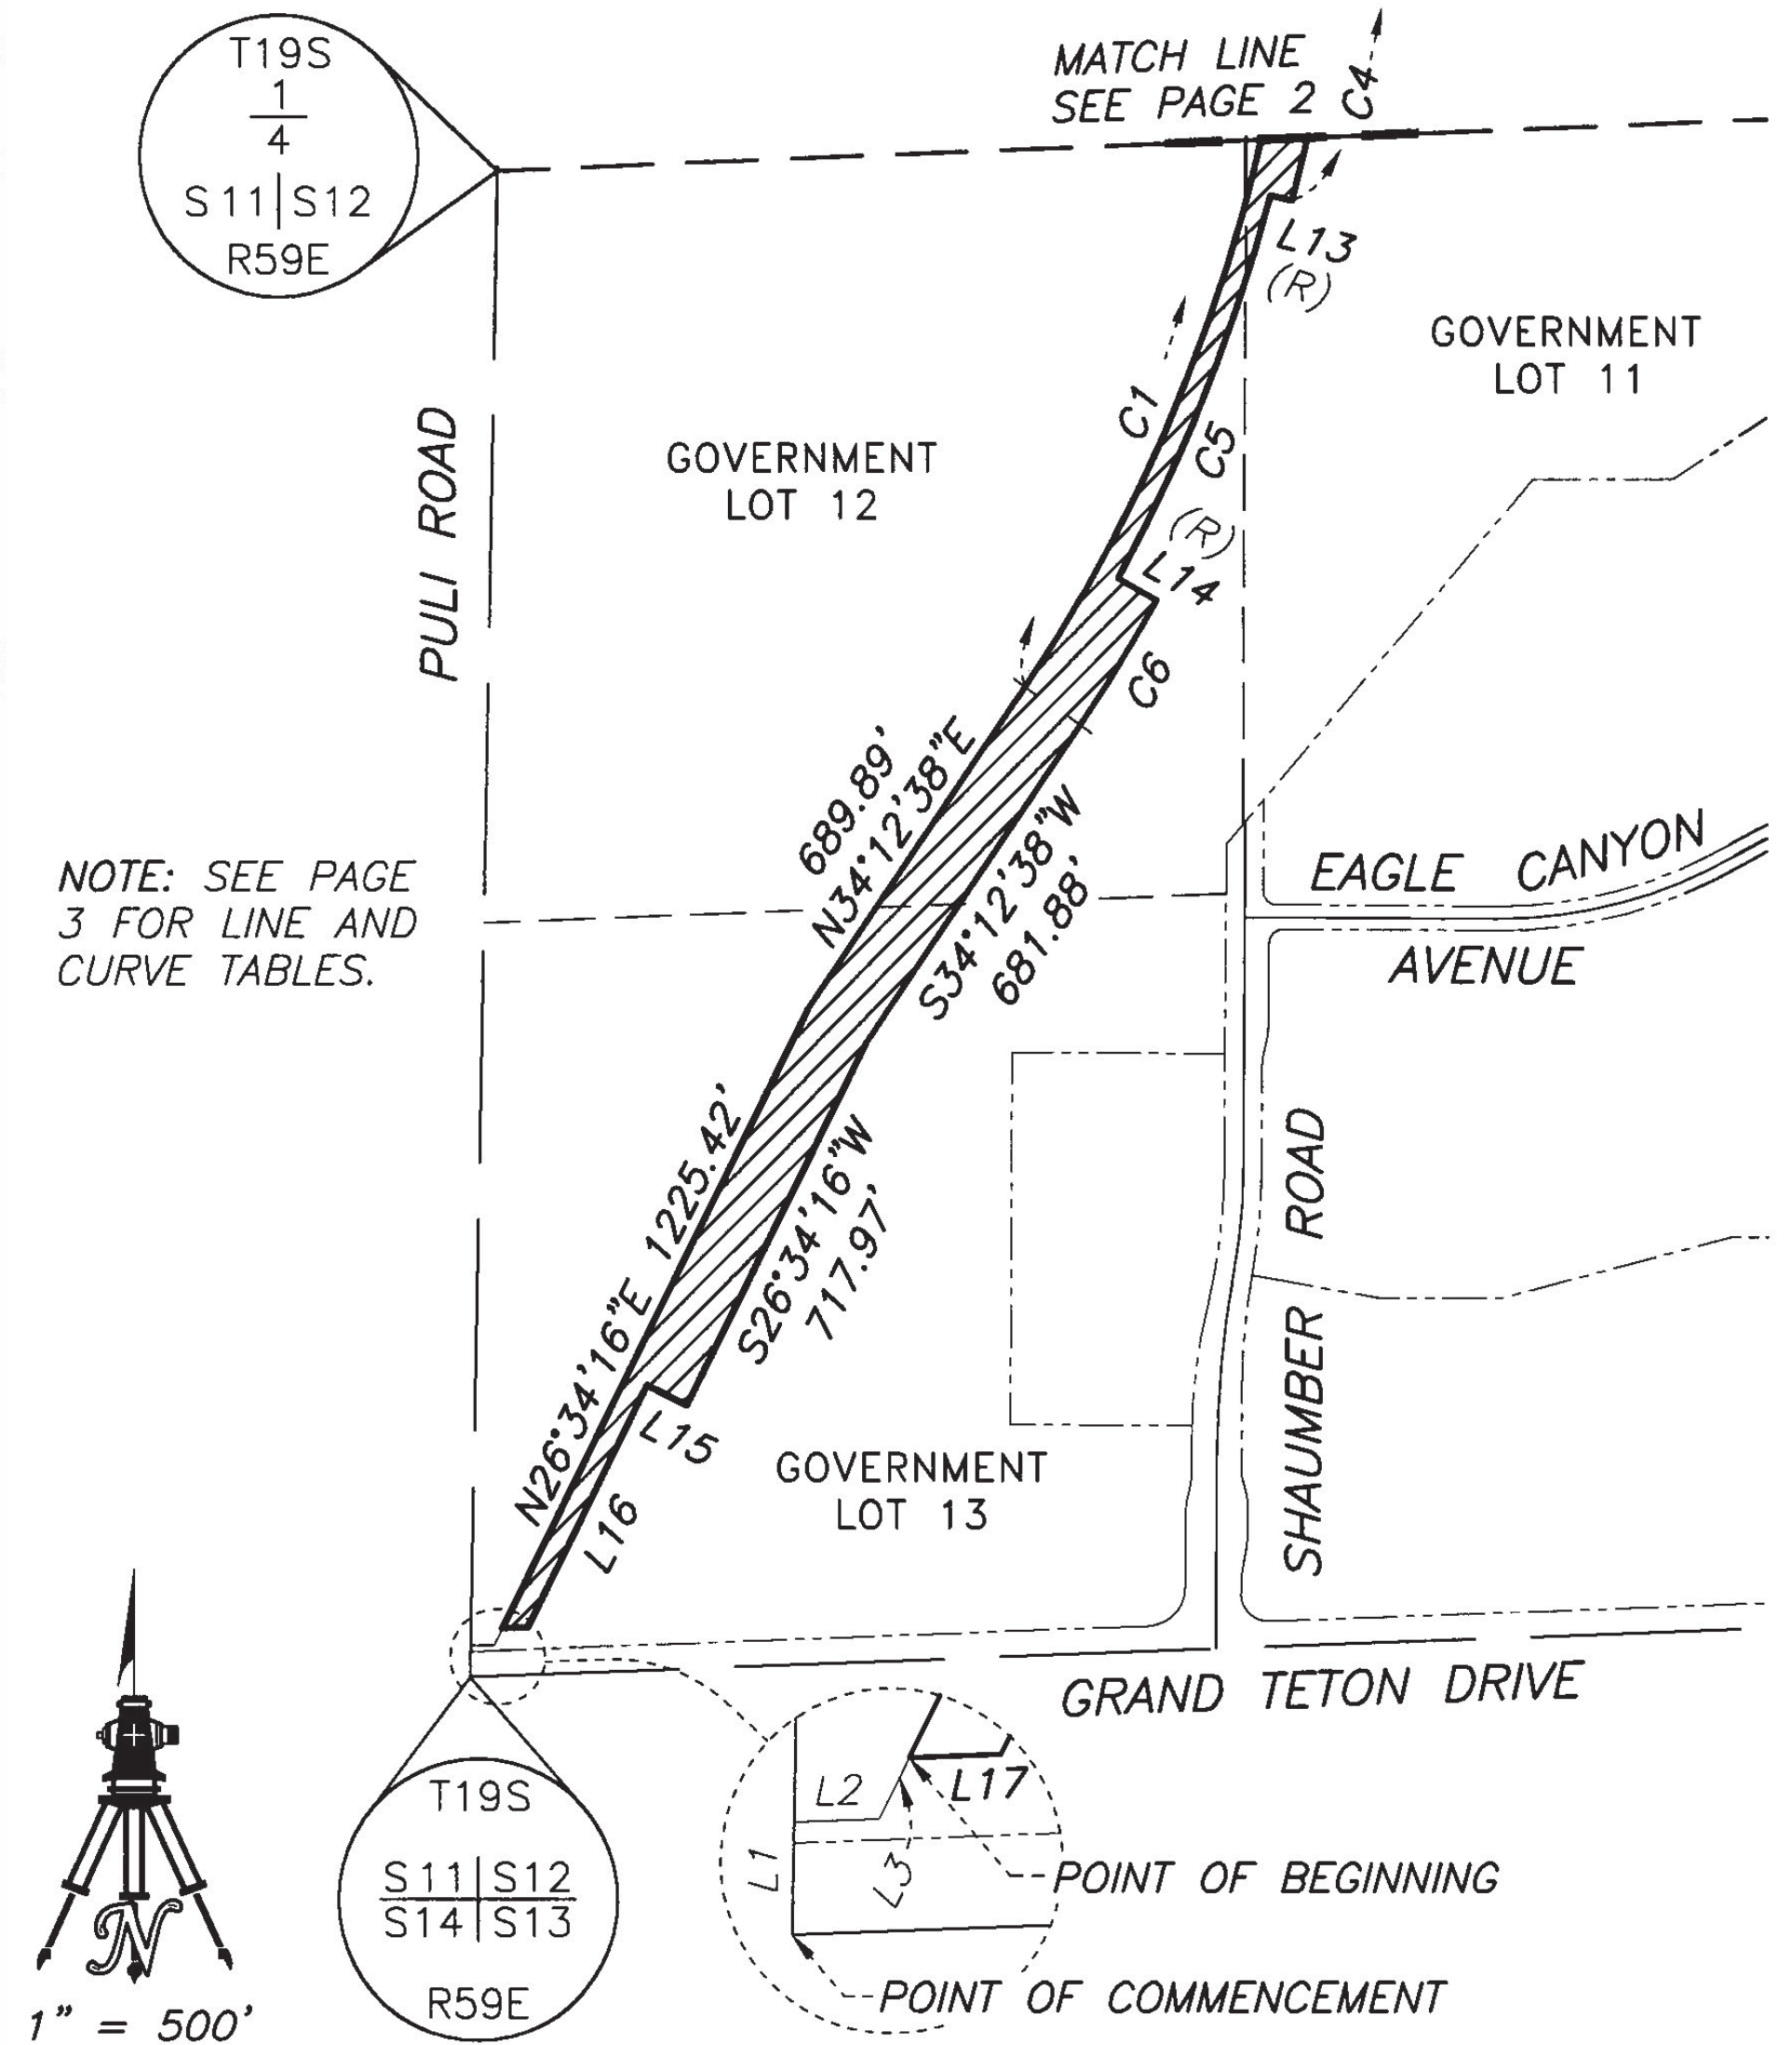 T19S
1
4
S11|S12
R59E
MATCH LINE
SEE PAGE 2
C4
L13
(R)
GOVERNMENT
LOT 11
C1
C5
PULI ROAD
GOVERNMENT
LOT 12
(R)
L14
C6
689.89'
N34°12'38"E
S34°12'38"W
681.88'
NOTE: SEE PAGE
3 FOR LINE AND
CURVE TABLES.
EAGLE CANYON
AVENUE
N26°34'16"E 1225.42'
S26°34'16"W
717.97'
SHAUMBER ROAD
L15
L16
GOVERNMENT
LOT 13
GRAND TETON DRIVE
L2
L17
L1
L3
POINT OF BEGINNING
POINT OF COMMENCEMENT
T19S
S11|S12
S14|S13
R59E
N
1" = 500'